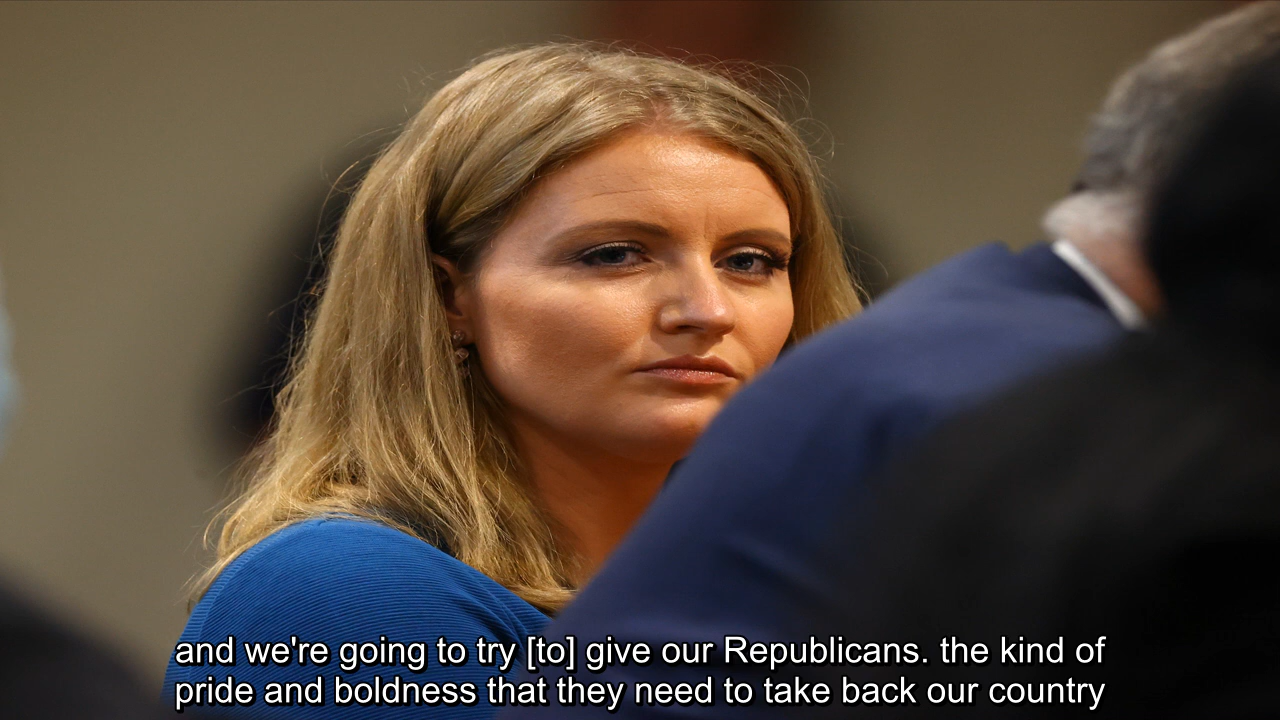 and we're going to try [to] give our Republicans. the kind of
pride and boldness that they need to take back our country